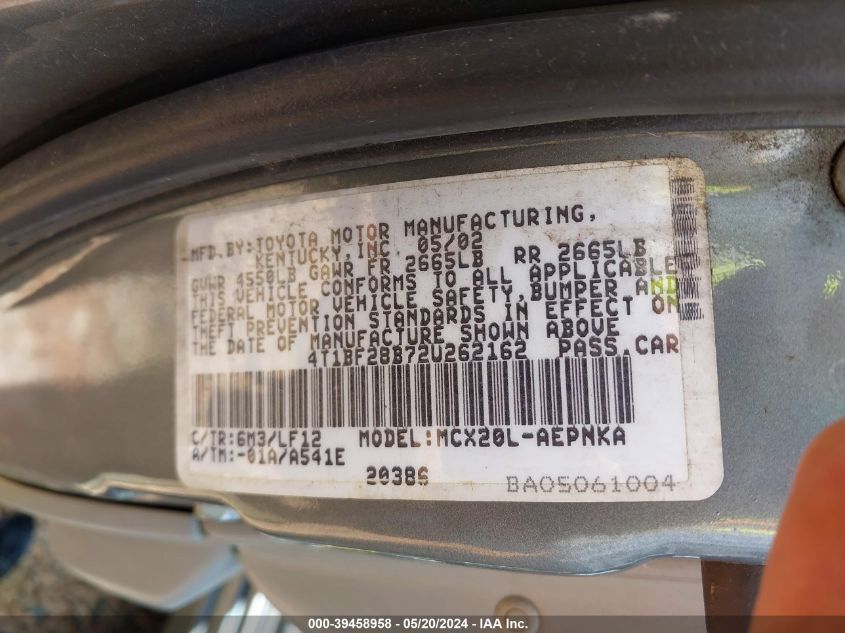 MFD.BY:TOYOTA MOTOR MANUFACTURING,
KENTUCKY,INC 05/02
GVWR 4550LB GAWR FR 2665LB RR 2665LB
THIS VEHICLE CONFORMS TO ALL APPLICABLE
FEDERAL MOTOR VEHICLE SAFETY,BUMPER AND
THEFT PREVENTION STANDARDS IN EFFECT ON
THE DATE OF MANUFACTURE SHOWN ABOVE
4T1BF28B72U262162 PASS.CAR
C/TR:6M3/LF12 MODEL:MCX20L-AEPNKA
A/TM:-01A/A541E
20386
BA05061004
000-39458958 - 05/20/2024 - IAA Inc.